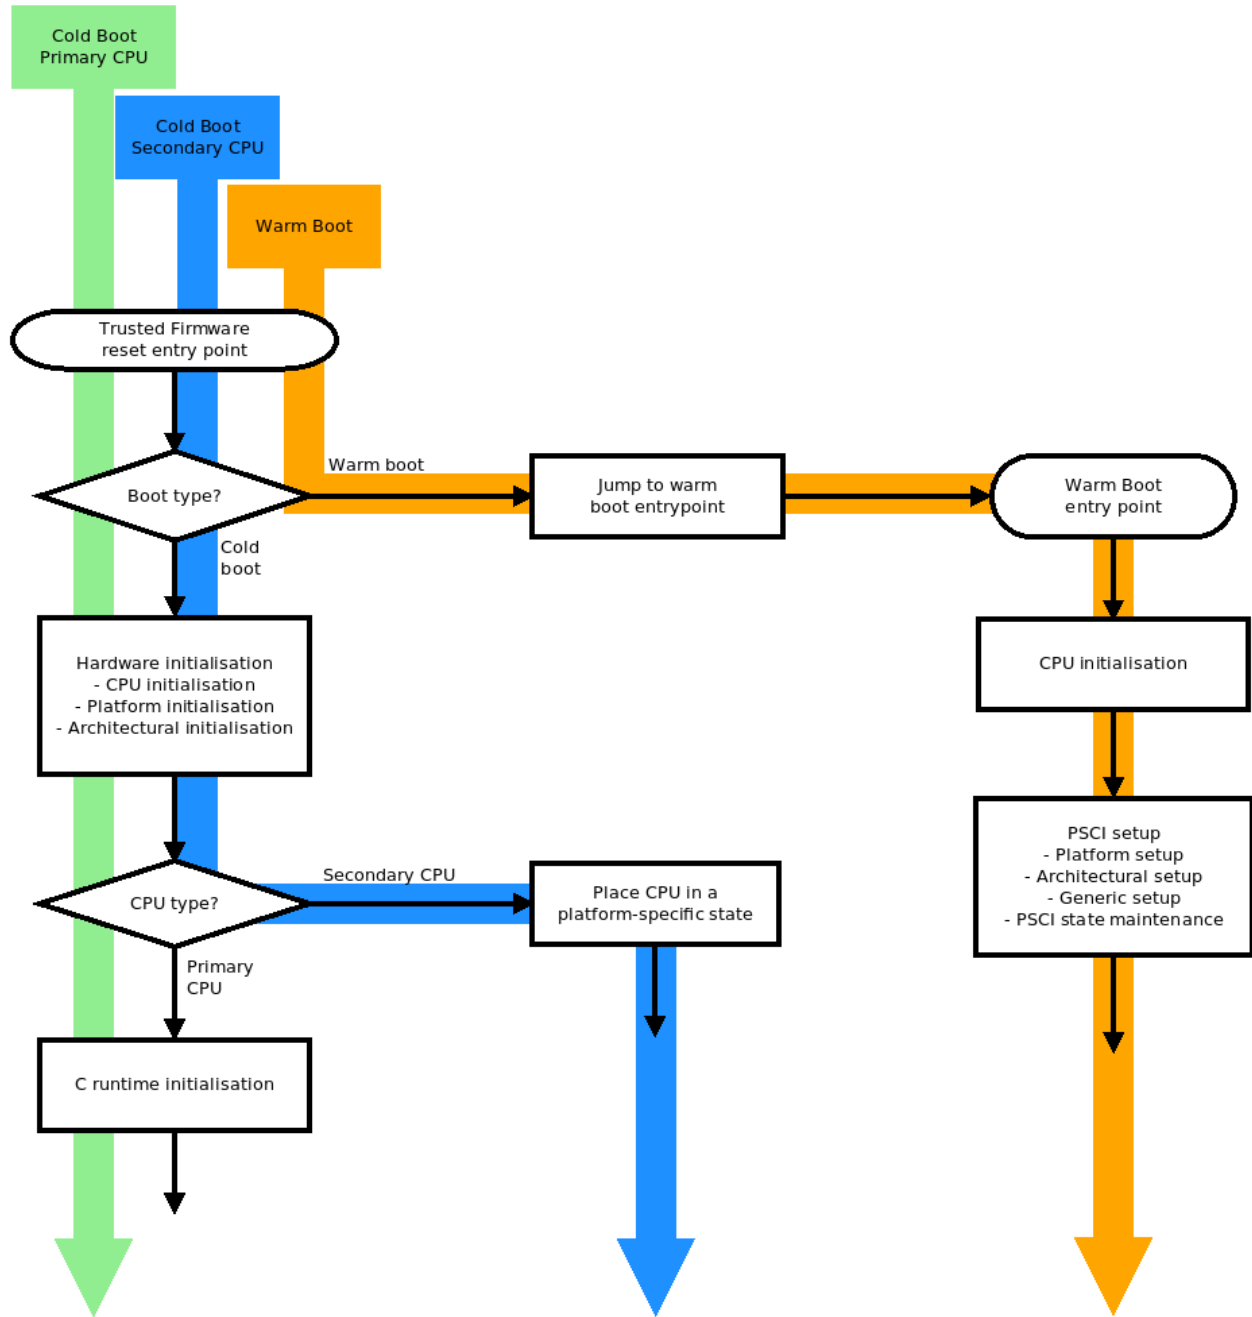 Cold Boot
Primary CPU
Cold Boot
Secondary CPU
Warm Boot
Trusted Firmware
reset entry point
Boot type?
Warm boot
Jump to warm
boot entrypoint
Warm Boot
entry point
Cold
boot
Hardware initialisation
- CPU initialisation
- Platform initialisation
- Architectural initialisation
CPU initialisation
CPU type?
Secondary CPU
Place CPU in a
platform-specific state
PSCI setup
- Platform setup
- Architectural setup
- Generic setup
- PSCI state maintenance
Primary
CPU
C runtime initialisation